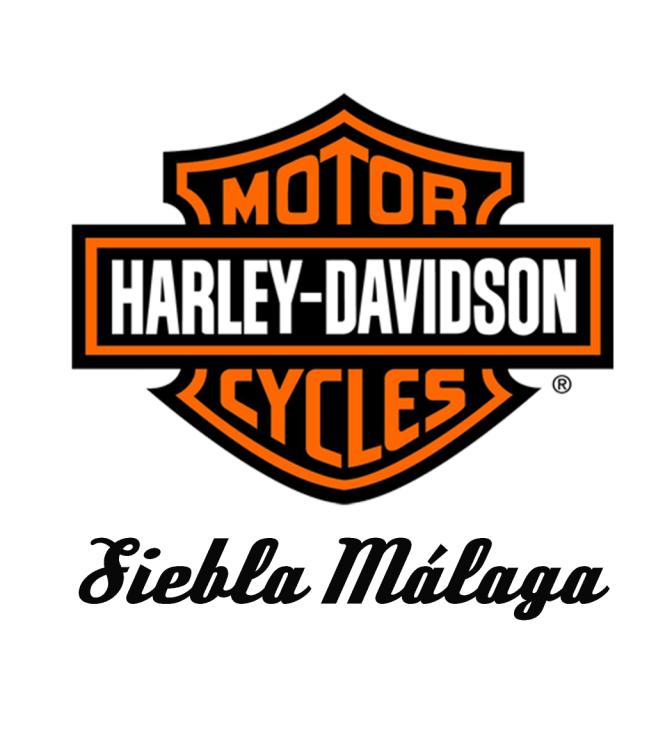 MOTOR
HARLEY-DAVIDSON
CYCLES
®
Siebla Málaga